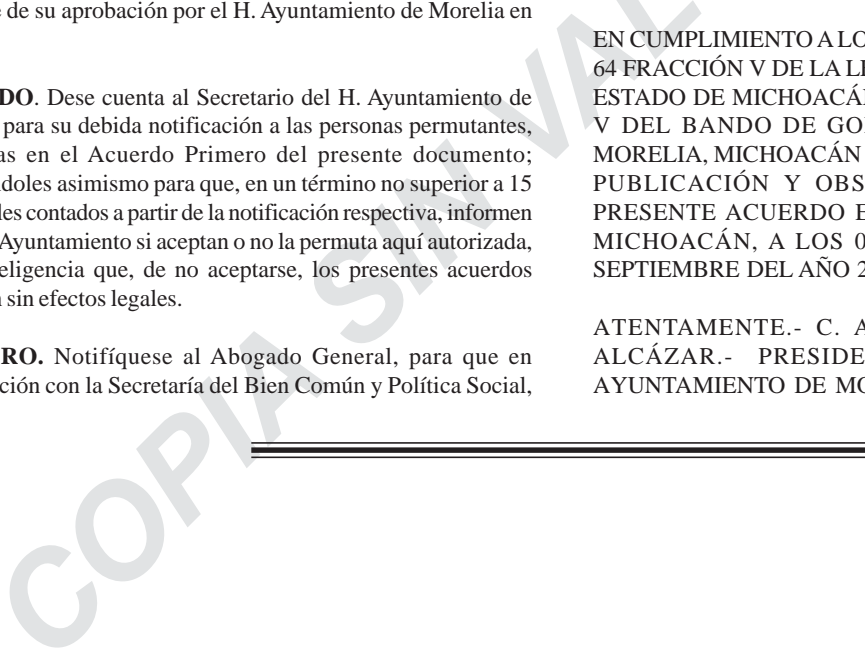 de su aprobación por el H. Ayuntamiento de Morelia en
DO. Dese cuenta al Secretario del H. Ayuntamiento de
para su debida notificación a las personas permutantes,
as en el Acuerdo Primero del presente documento;
doles asimismo para que, en un término no superior a 15
les contados a partir de la notificación respectiva, informen
Ayuntamiento si aceptan o no la permuta aquí autorizada,
eligencia que, de no aceptarse, los presentes acuerdos
sin efectos legales.
RO. Notifíquese al Abogado General, para que en
ción con la Secretaría del Bien Común y Política Social,
EN CUMPLIMIENTO A LO
64 FRACCIÓN V DE LA LE
ESTADO DE MICHOACÁ
V DEL BANDO DE GO
MORELIA, MICHOACÁN
PUBLICACIÓN Y OBS
PRESENTE ACUERDO E
MICHOACÁN, A LOS 0
SEPTIEMBRE DEL AÑO 2
ATENTAMENTE.- C. A
ALCÁZAR.- PRESIDE
AYUNTAMIENTO DE MO
COPIA SIN VAL